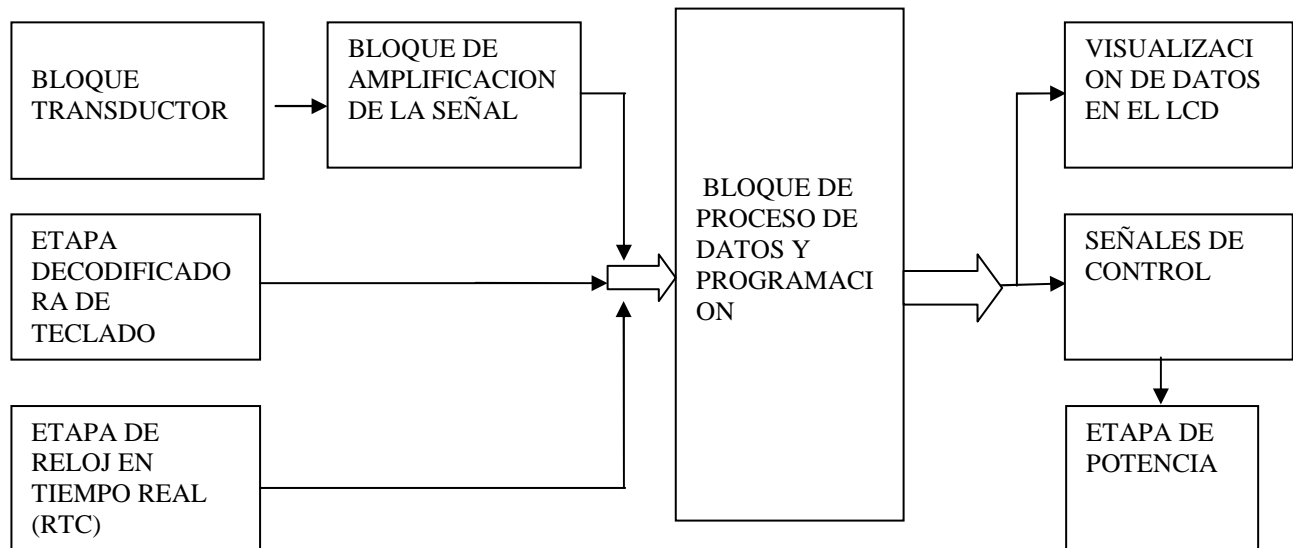 BLOQUE
TRANSDUCTOR
BLOQUE DE
AMPLIFICACION
DE LA SEÑAL
ETAPA
DECODIFICADO
RA DE
TECLADO
ETAPA DE
RELOJ EN
TIEMPO REAL
(RTC)
BLOQUE DE
PROCESO DE
DATOS Y
PROGRAMACI
ON
VISUALIZACI
ON DE DATOS
EN EL LCD
SEÑALES DE
CONTROL
ETAPA DE
POTENCIA